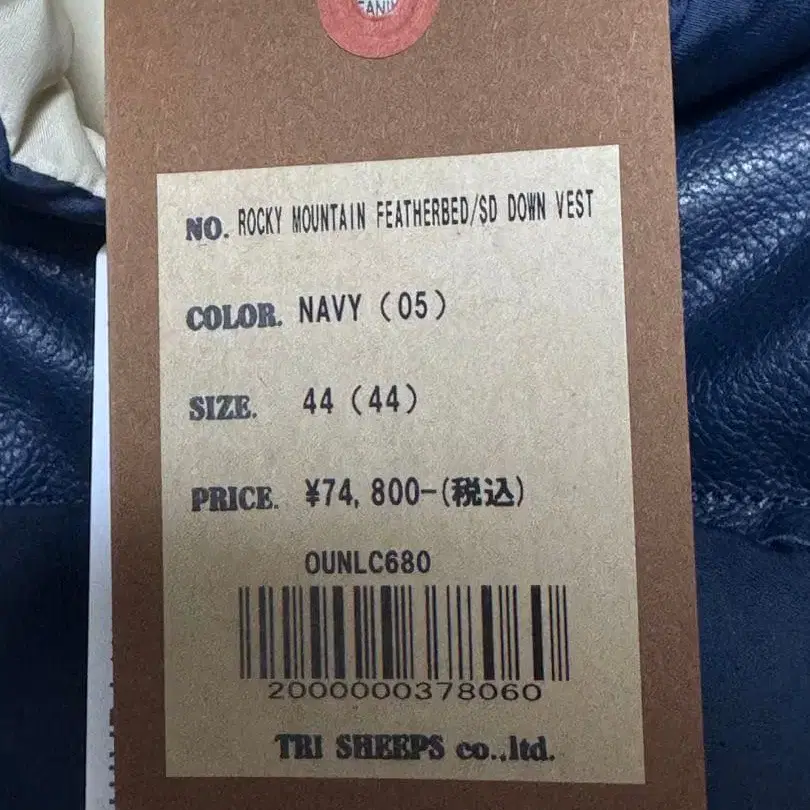 NO. ROCKY MOUNTAIN FEATHERBED/SD DOWN VEST
COLOR. NAVY (05)
SIZE. 44 (44)
PRICE. ¥74,800-(税込)
OUNLC680
2000000378060
TRI SHEEPS co.,ltd.